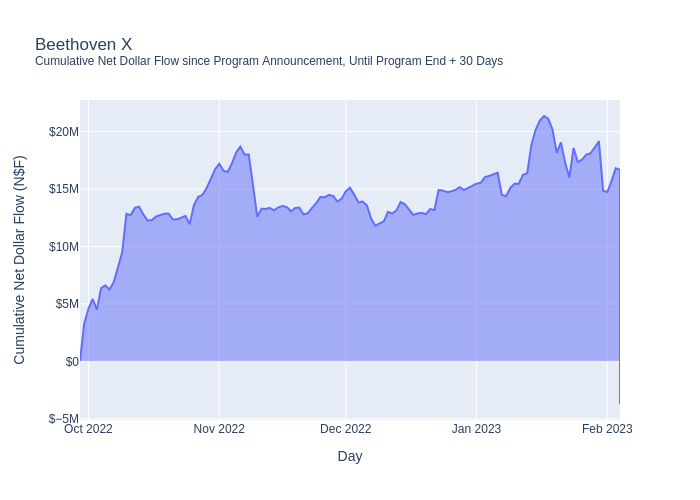 Beethoven X
Cumulative Net Dollar Flow since Program Announcement, Until Program End + 30 Days
Cumulative Net Dollar Flow (N$F)
$20M
$15M
$10M
$5M
$0
$−5M
Oct 2022
Nov 2022
Dec 2022
Jan 2023
Feb 2023
Day